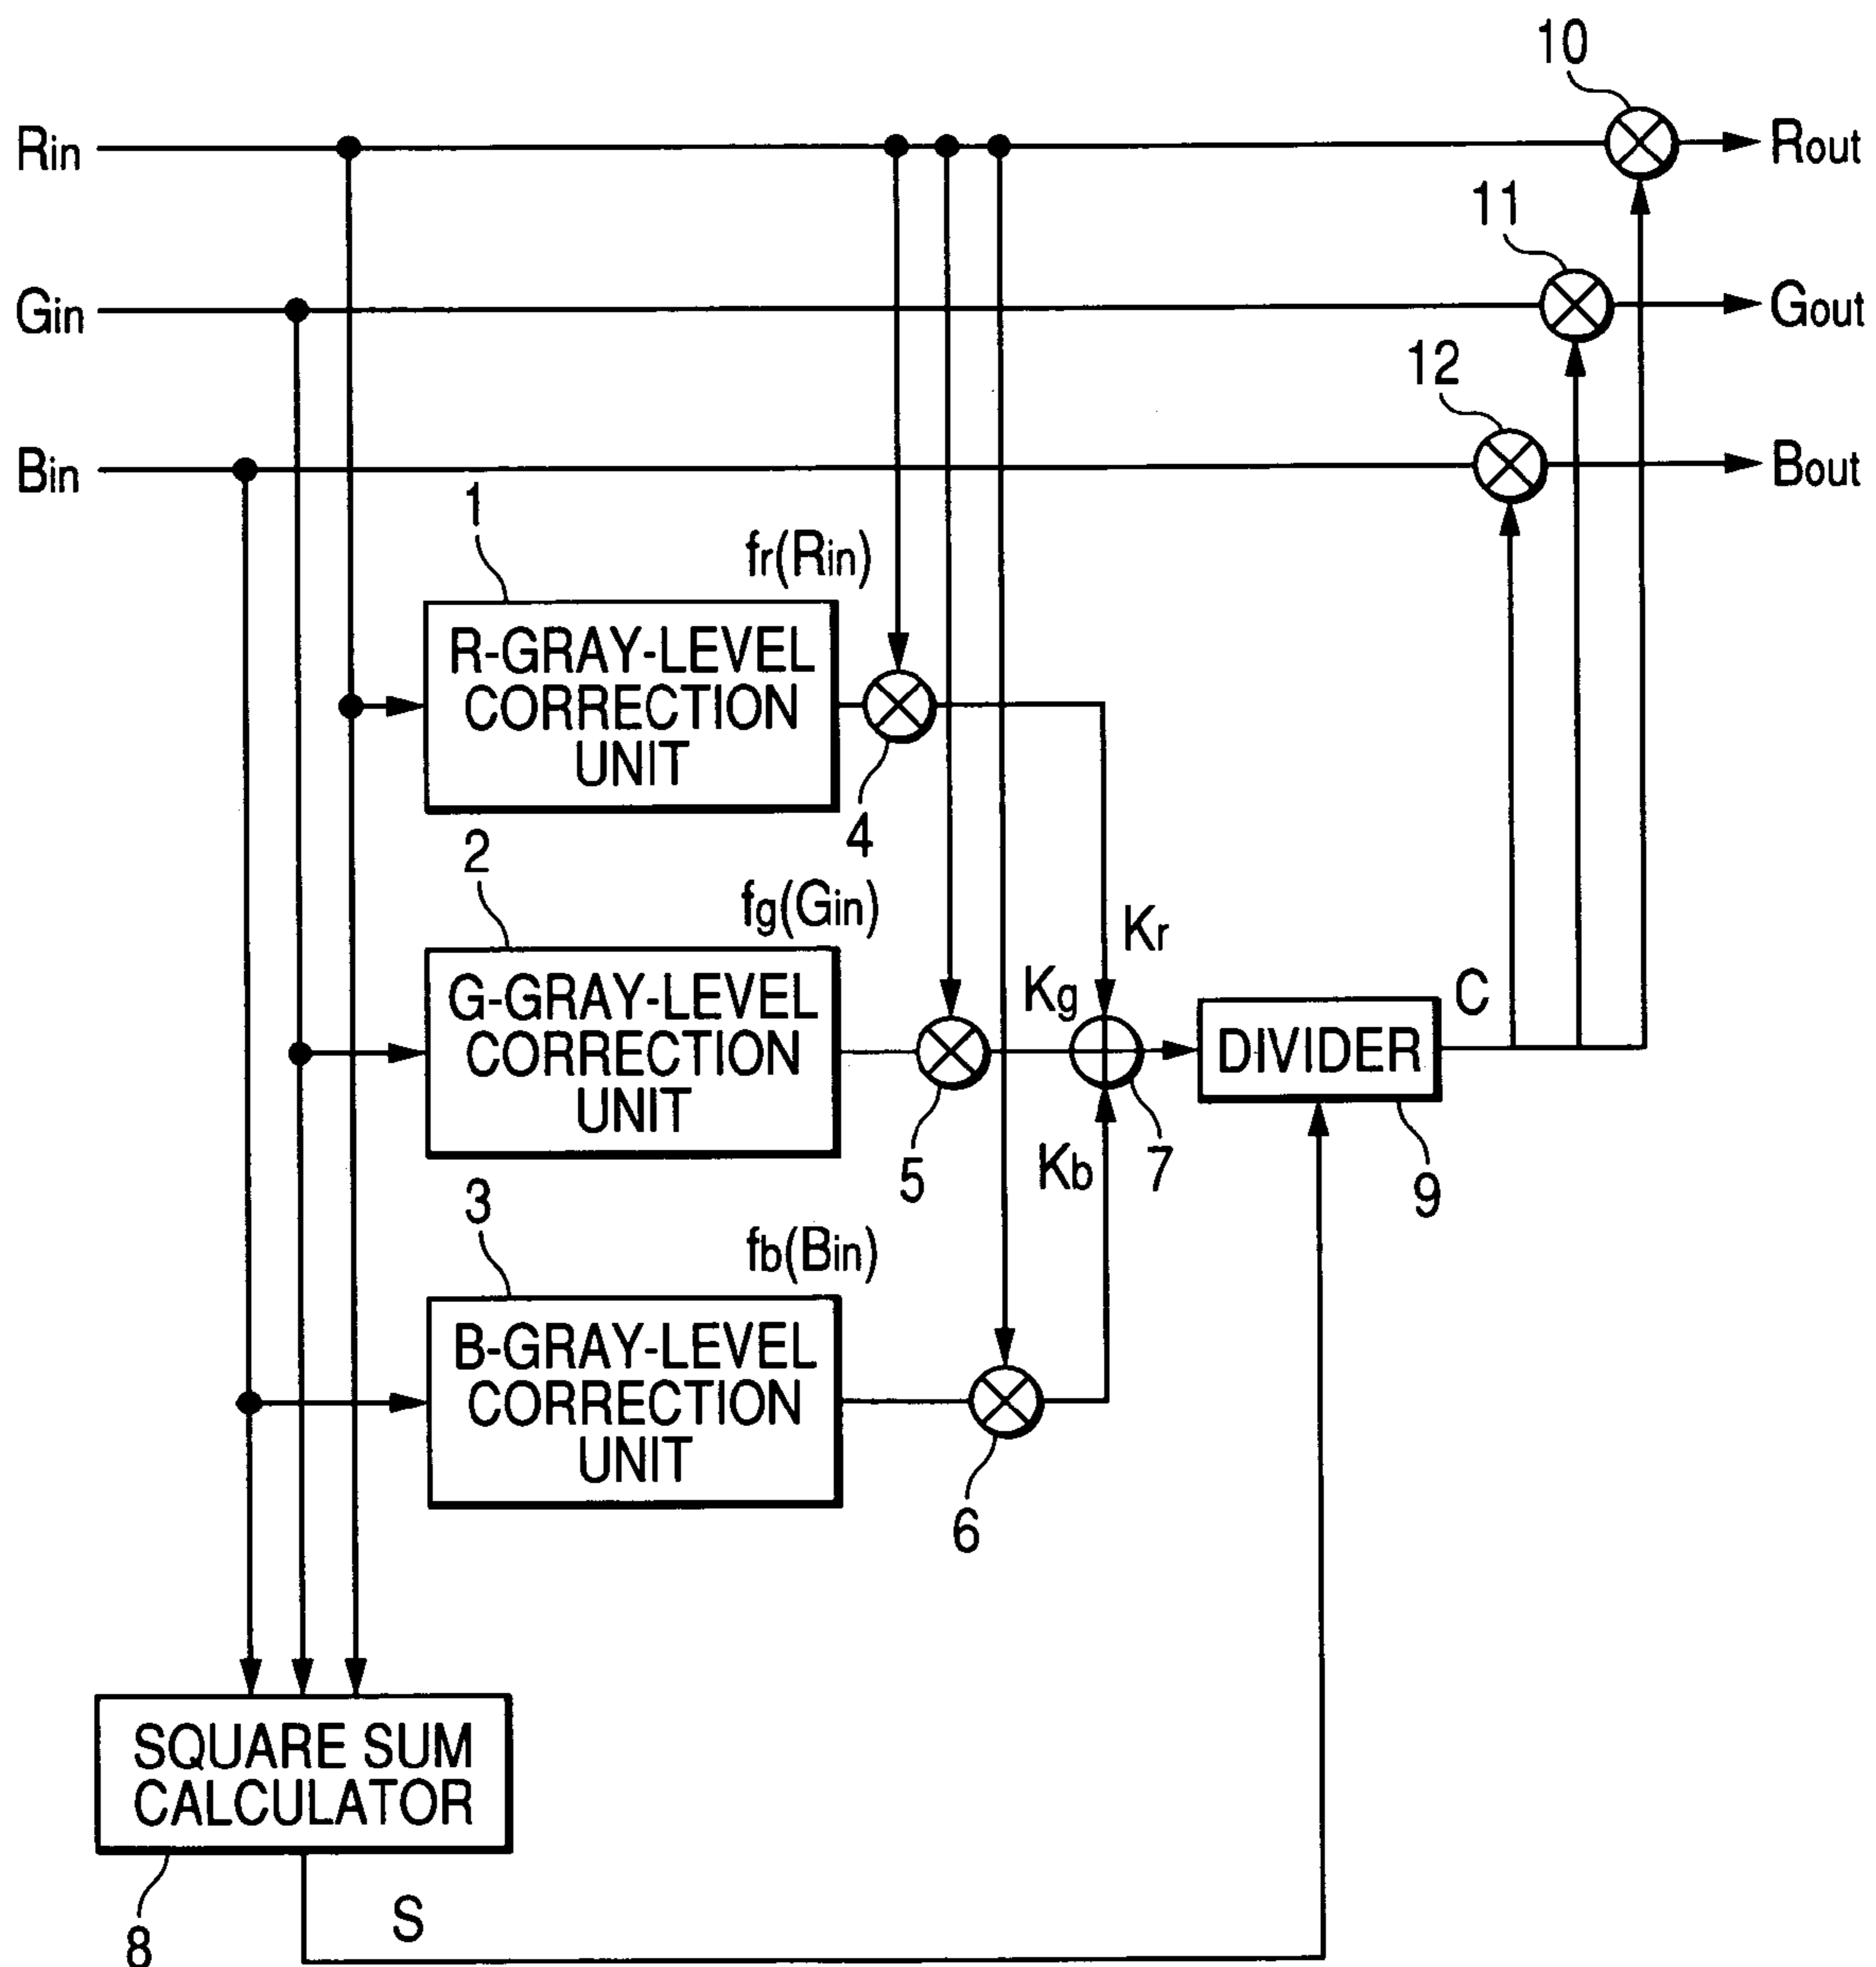 10
Rin
Rout
11
Gin
Gout
12
Bin
Bout
1
fr(Rin)
R-GRAY-LEVEL
CORRECTION
UNIT
4
2
fg(Gin)
Kr
G-GRAY-LEVEL
CORRECTION
UNIT
Kg
C
DIVIDER
5
Kb
7
9
3
fb(Bin)
B-GRAY-LEVEL
CORRECTION
UNIT
6
SQUARE SUM
CALCULATOR
S
8